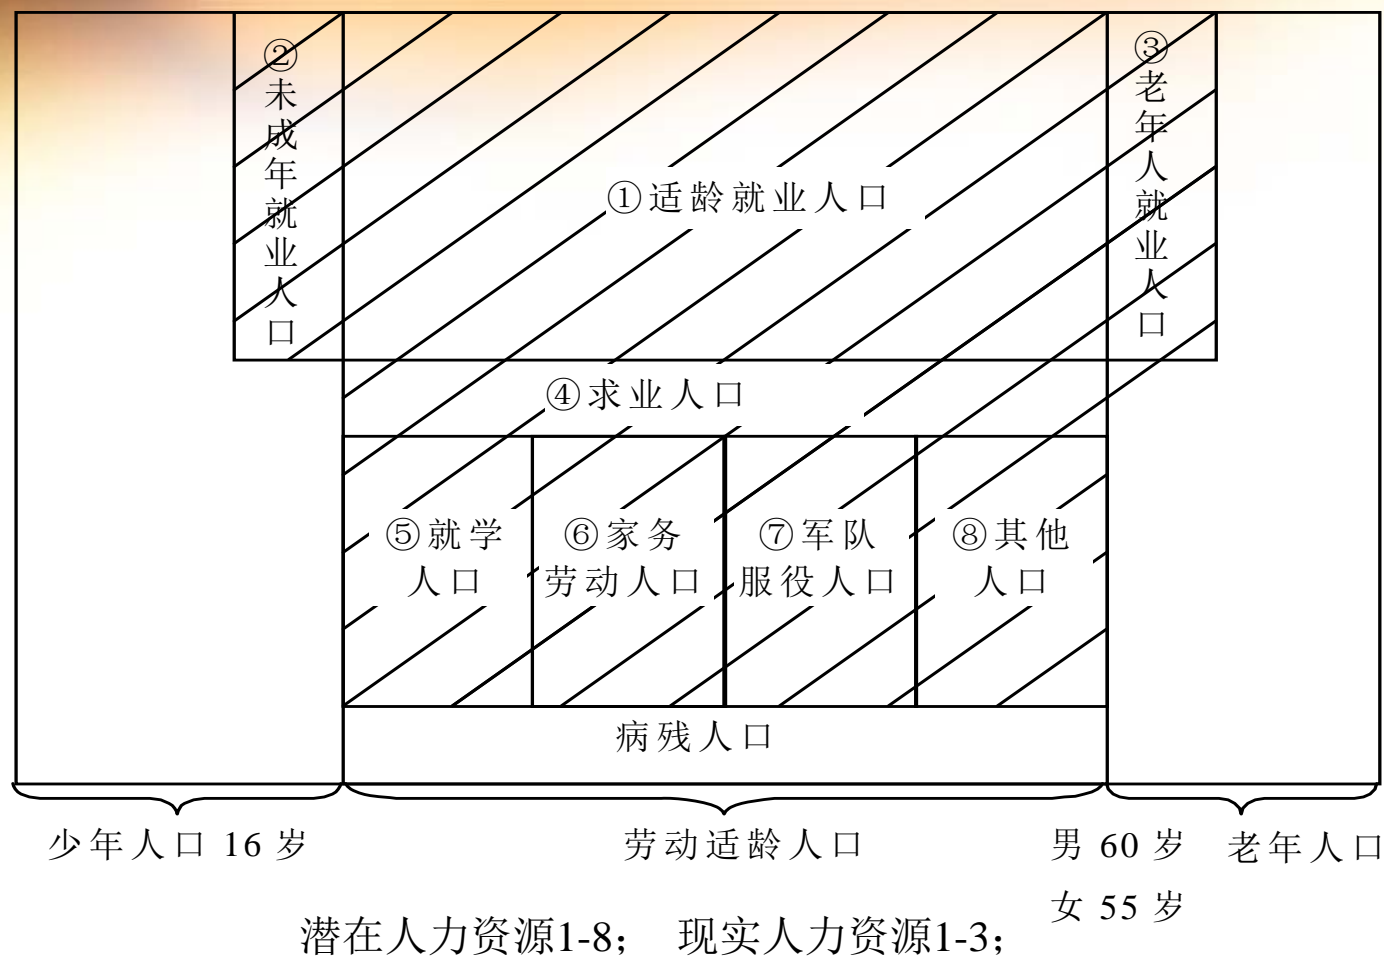 ②未成年就业人口
①适龄就业人口
③老年人就业人口
④求业人口
⑤就学
人口
⑥家务
劳动人口
⑦军队
服役人口
⑧其他
人口
病残人口
少年人口 16 岁
劳动适龄人口
男 60 岁
女 55 岁
老年人口
潜在人力资源1-8; 现实人力资源1-3;